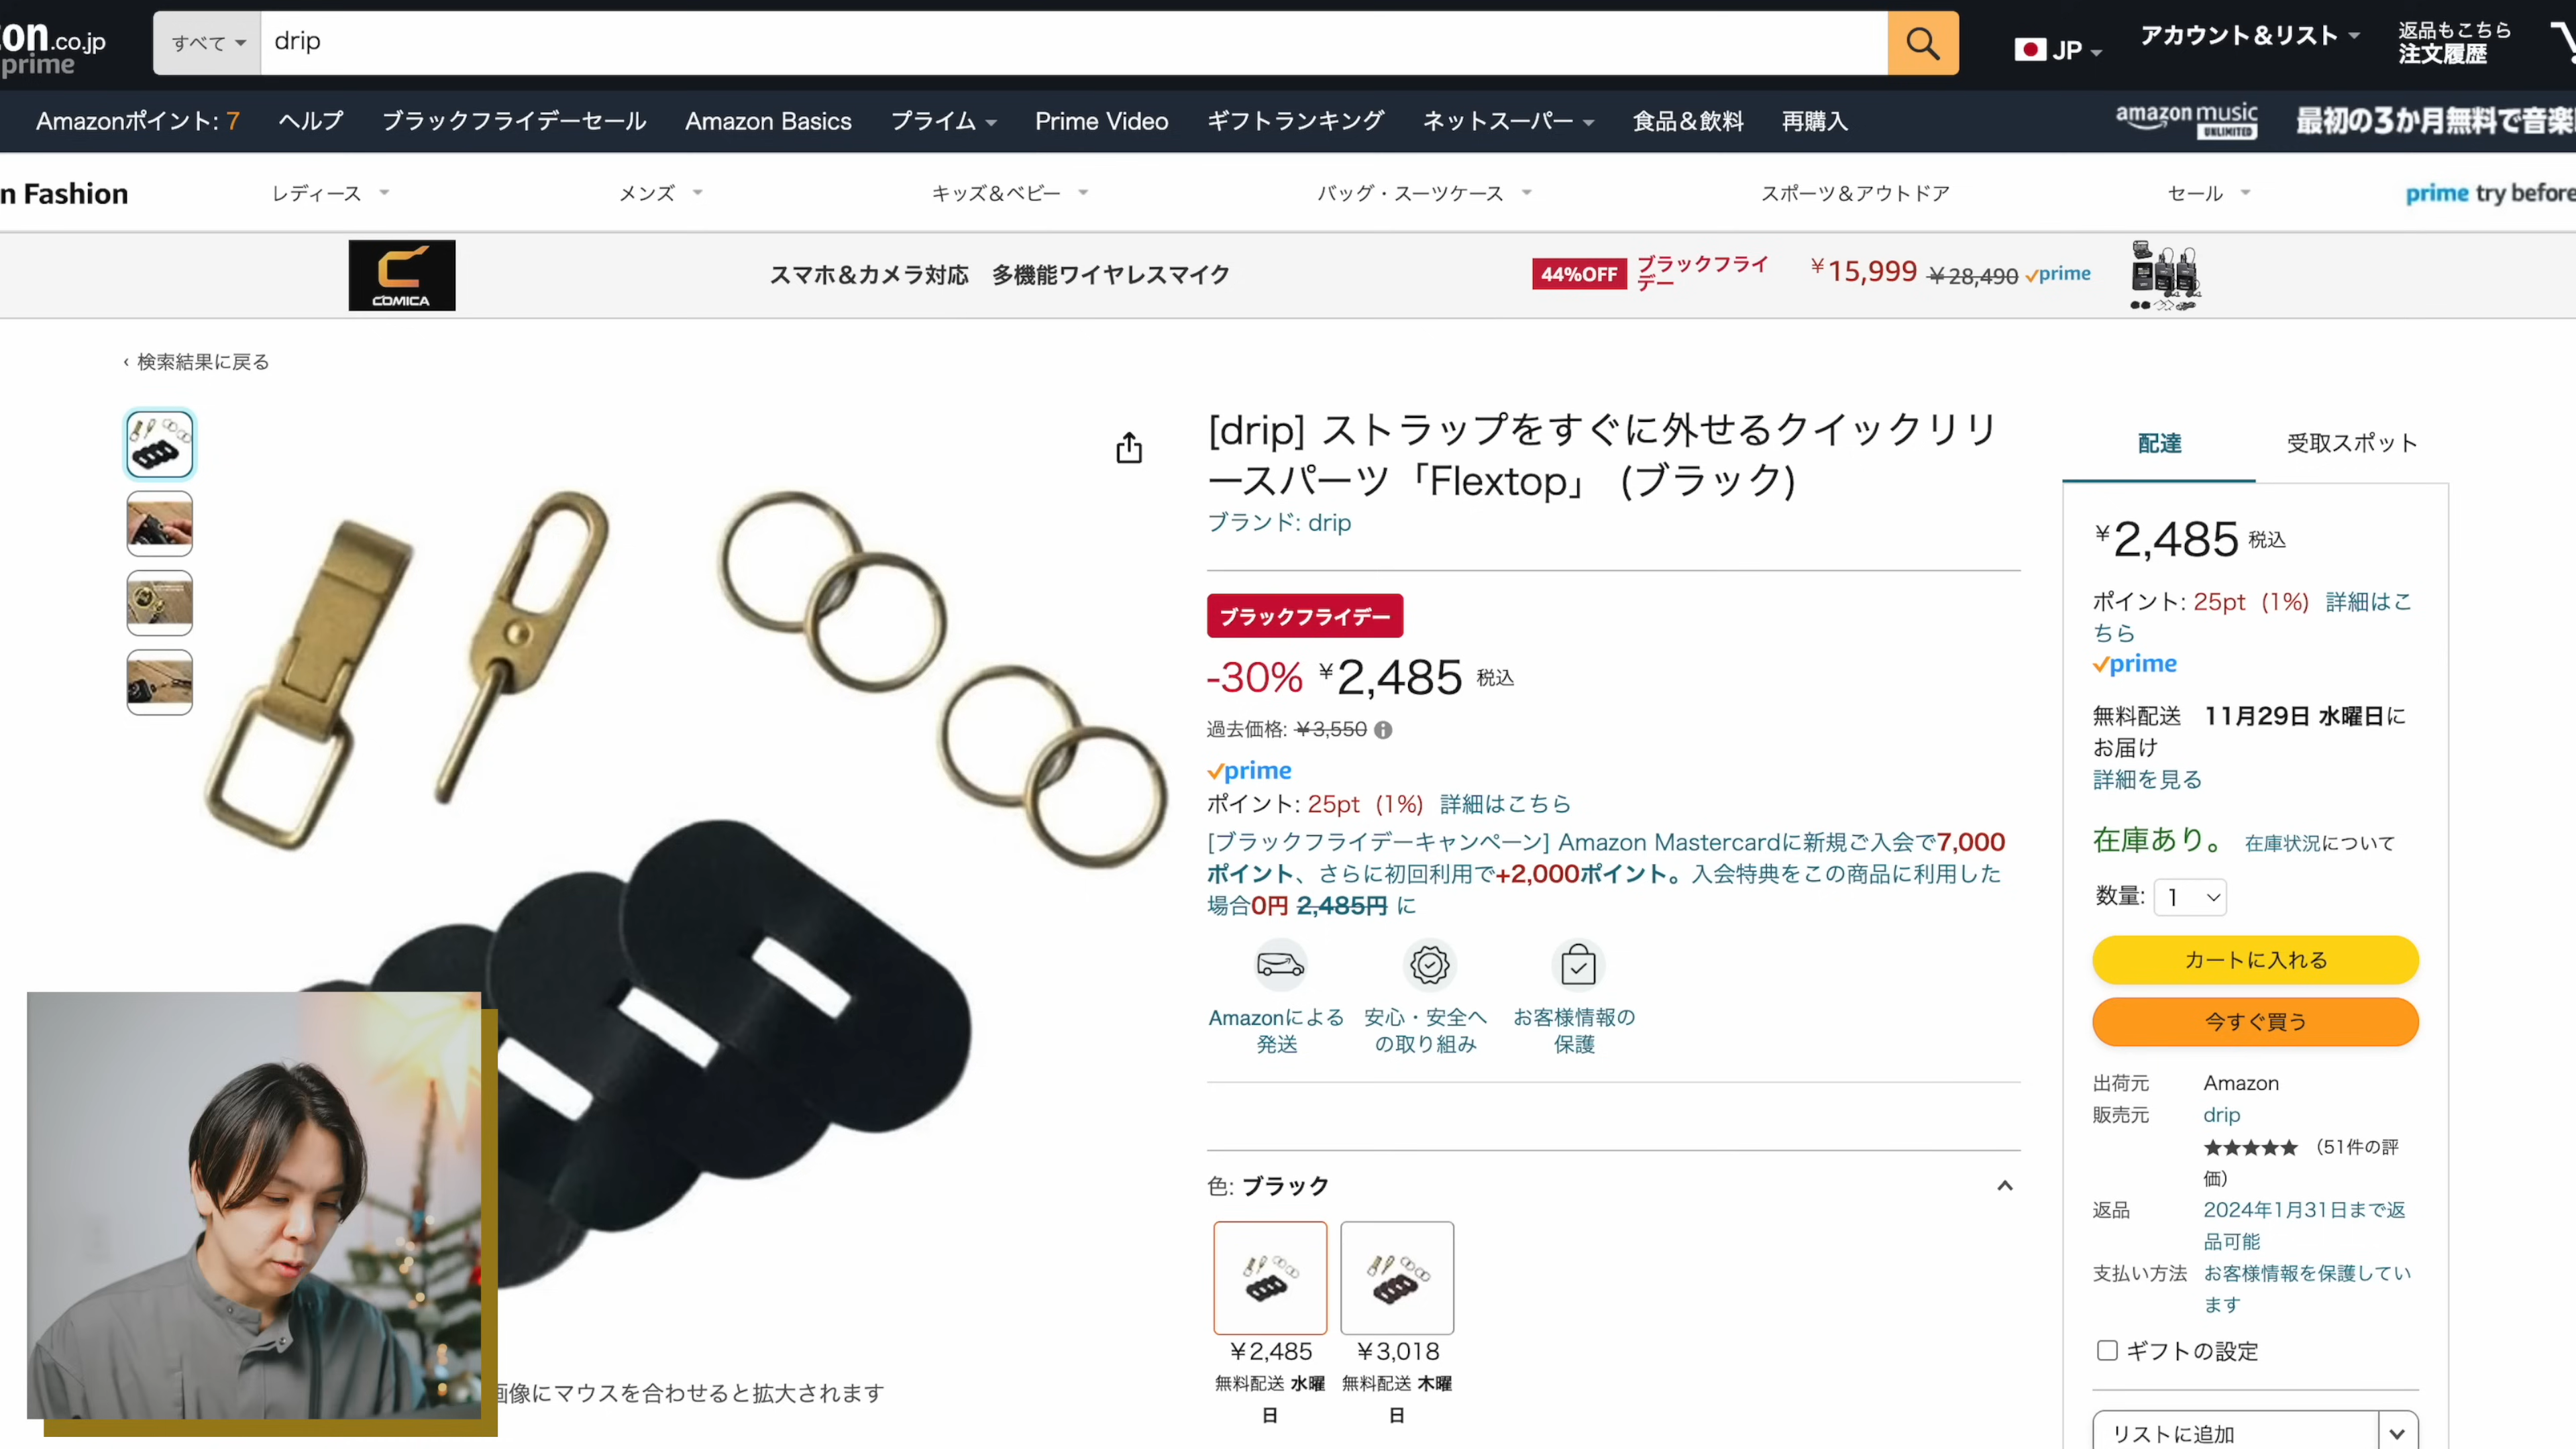 on.co.jp
prime
すべて
drip
JP
アカウント＆リスト
返品もこちら
注文履歴
Amazonポイント: 7
ヘルプ
ブラックフライデーセール
Amazon Basics
プライム
Prime Video
ギフトランキング
ネットスーパー
食品＆飲料
再購入
amazon music
UNLIMITED
最初の3か月無料で音楽
n Fashion
レディース
メンズ
キッズ＆ベビー
バッグ・スーツケース
スポーツ＆アウトドア
セール
prime try before
COMICA
スマホ＆カメラ対応 多機能ワイヤレスマイク
44%OFF
ブラックフライ
デー
￥15,999 ￥28,490 prime
‹ 検索結果に戻る
[drip] ストラップをすぐに外せるクイックリリ
ースパーツ「Flextop」 (ブラック)
ブランド: drip
ブラックフライデー
-30% ￥2,485 税込
過去価格: ￥3,550
prime
ポイント: 25pt (1%) 詳細はこちら
[ブラックフライデーキャンペーン] Amazon Mastercardに新規ご入会で7,000
ポイント、さらに初回利用で+2,000ポイント。入会特典をこの商品に利用した
場合0円 2,485円 に
Amazonによる
発送
安心・安全へ
の取り組み
お客様情報の
保護
色: ブラック
￥2,485
無料配送 水曜
日
￥3,018
無料配送 木曜
日
画像にマウスを合わせると拡大されます
配達
受取スポット
￥2,485 税込
ポイント: 25pt (1%) 詳細はこ
ちら
prime
無料配送 11月29日 水曜日に
お届け
詳細を見る
在庫あり。 在庫状況について
数量: 1
カートに入れる
今すぐ買う
出荷元 Amazon
販売元 drip
★★★★★ （51件の評
価）
返品 2024年1月31日まで返
品可能
支払い方法 お客様情報を保護してい
ます
ギフトの設定
リストに追加